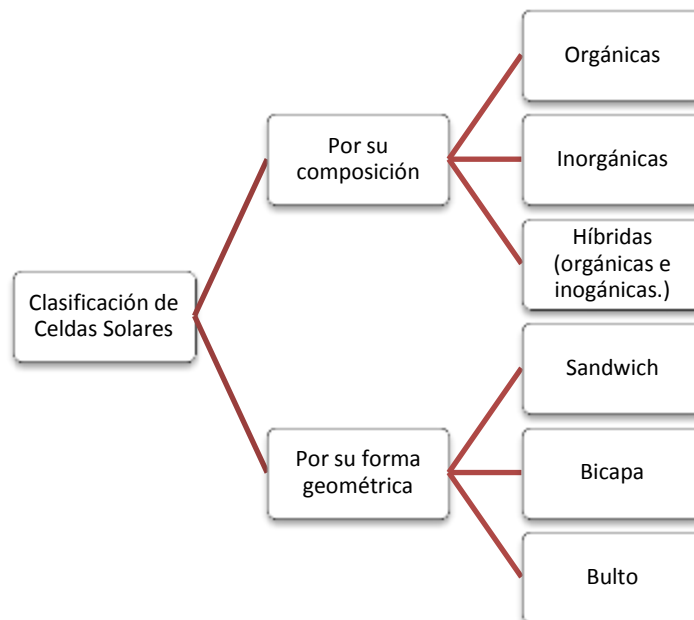 Clasificación de
Celdas Solares
Por su
composición
Orgánicas
Inorgánicas
Híbridas
(orgánicas e
inogánicas.)
Por su forma
geométrica
Sandwich
Bicapa
Bulto